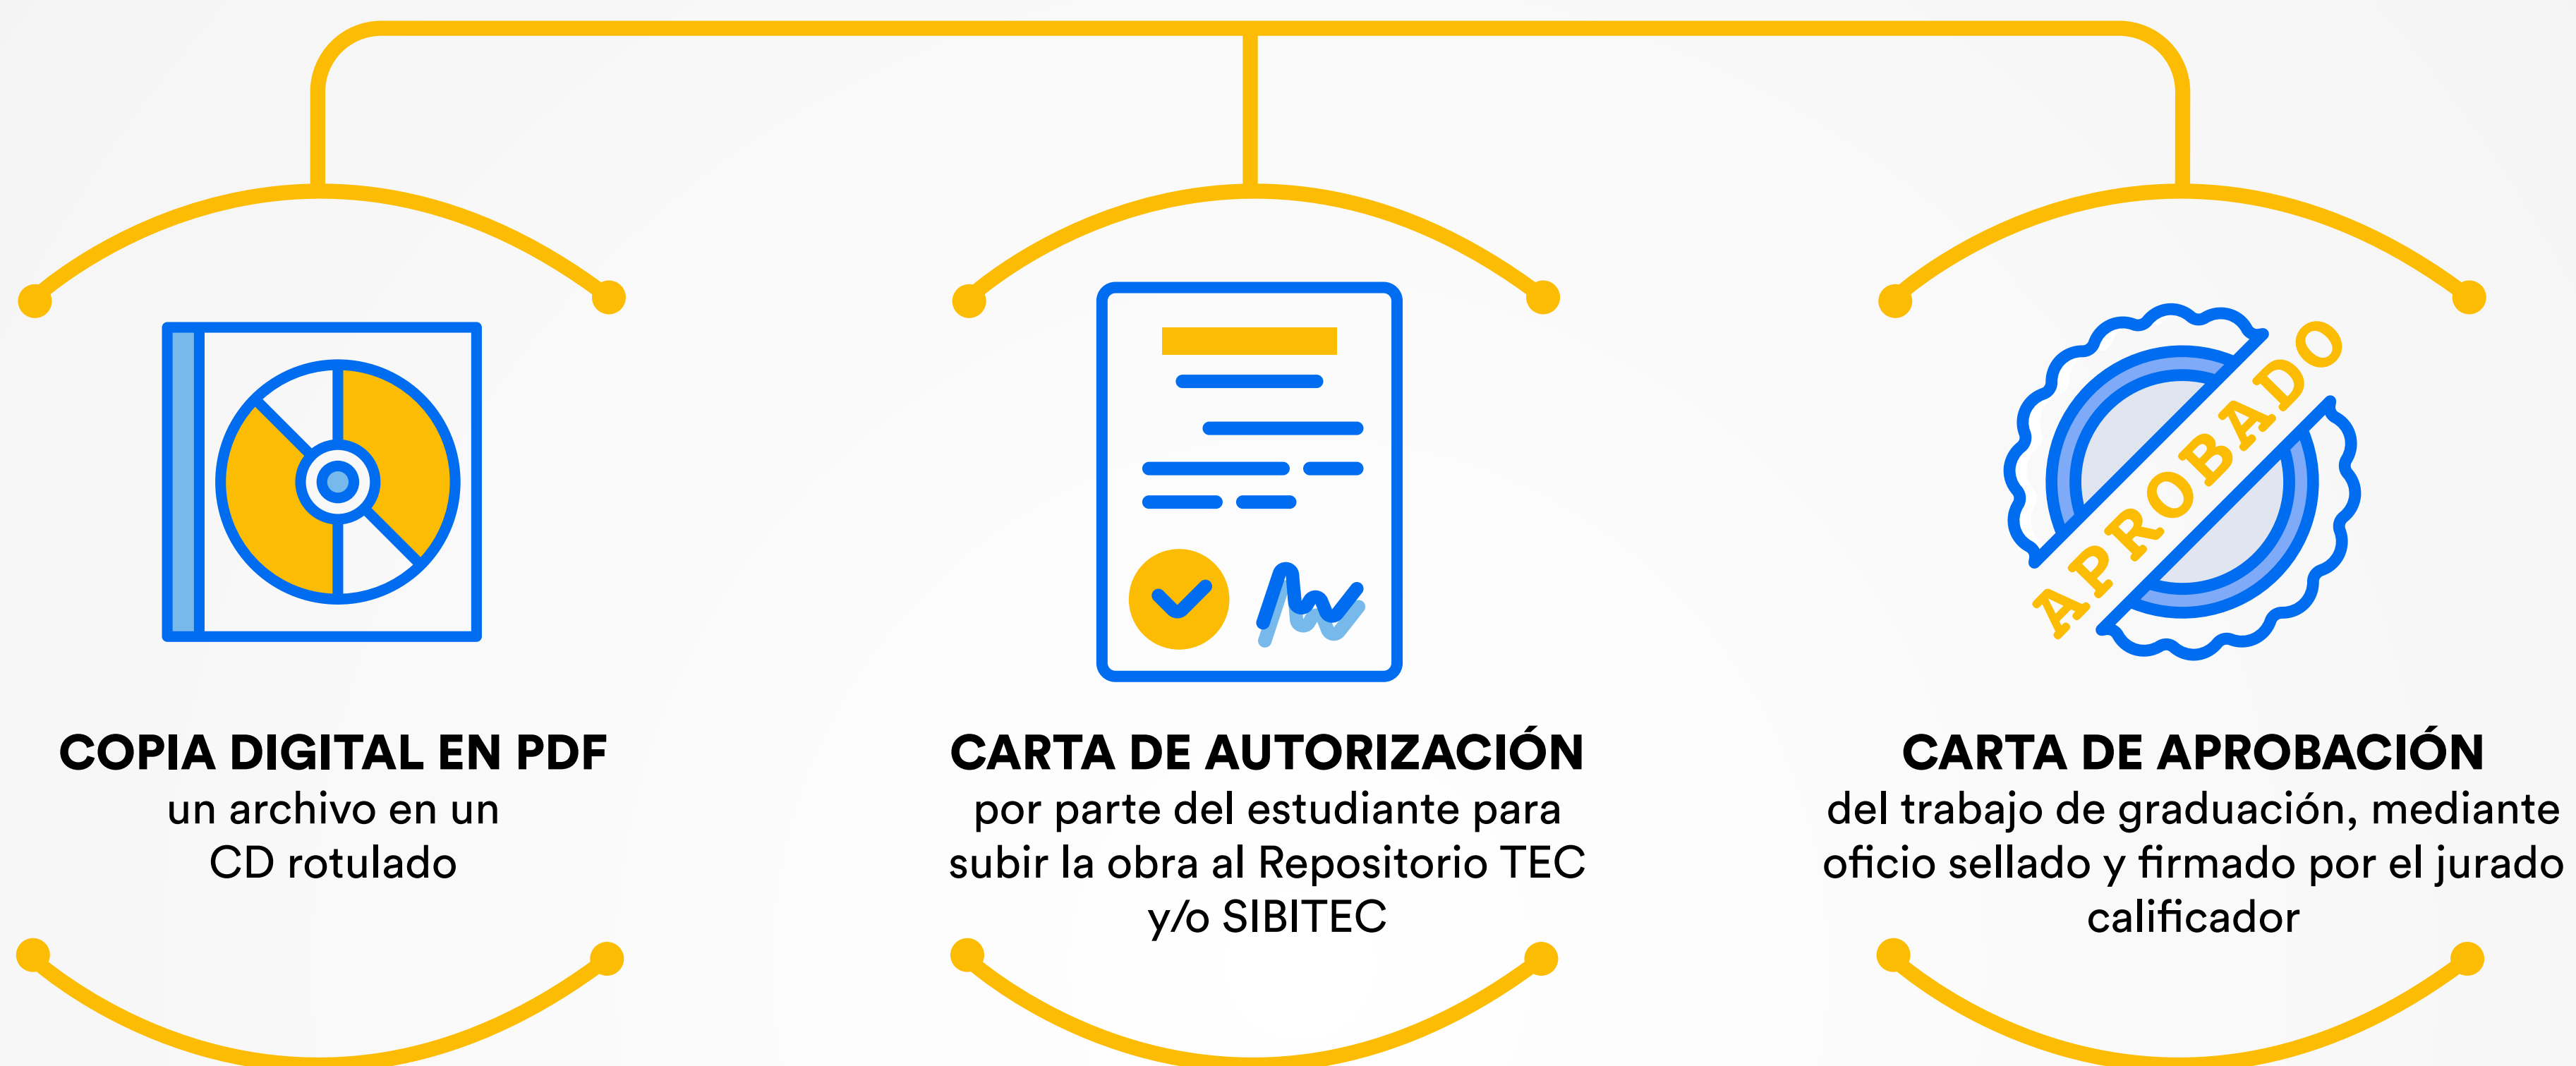 APROBADO
COPIA DIGITAL EN PDF
un archivo en un
CD rotulado
CARTA DE AUTORIZACIÓN
por parte del estudiante para
subir la obra al Repositorio TEC
y/o SIBITEC
CARTA DE APROBACIÓN
del trabajo de graduación, mediante
oficio sellado y firmado por el jurado
calificador